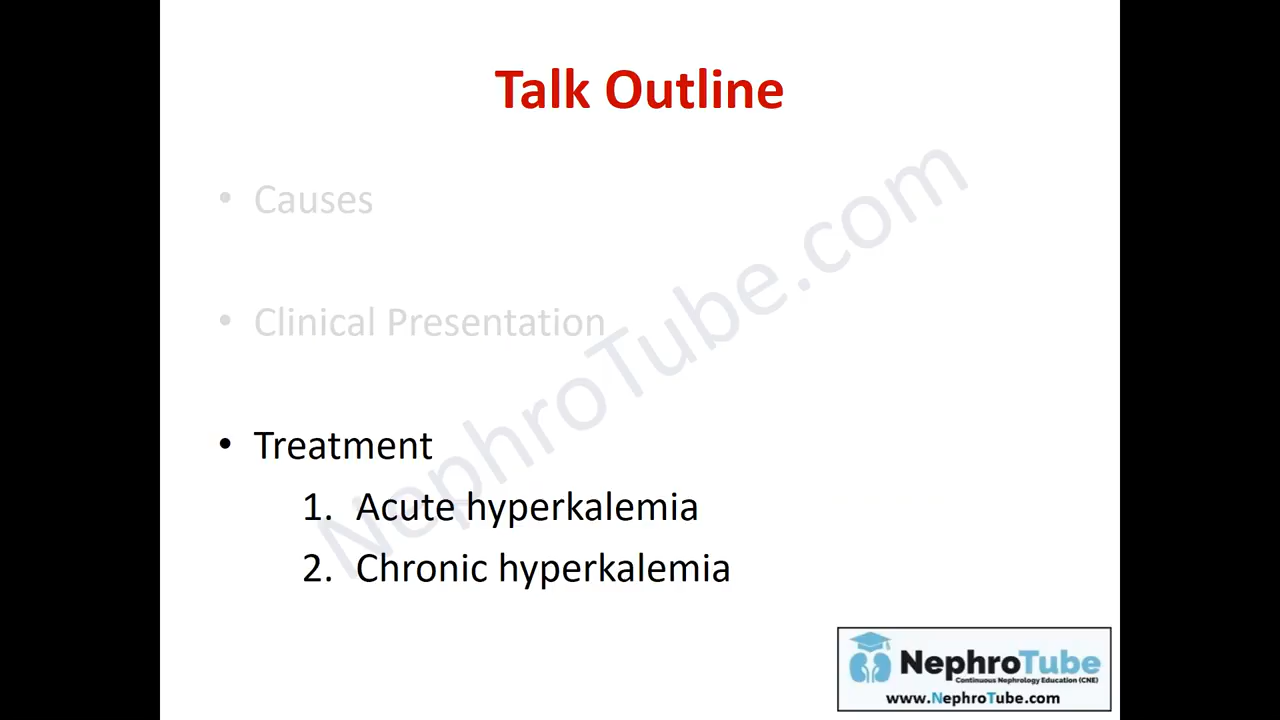 Talk Outline
• Causes
• Clinical Presentation
• Treatment
1. Acute hyperkalemia
2. Chronic hyperkalemia
NephroTube.com
NephroTube
Continuous Nephrology Education (CNE)
www.NephroTube.com